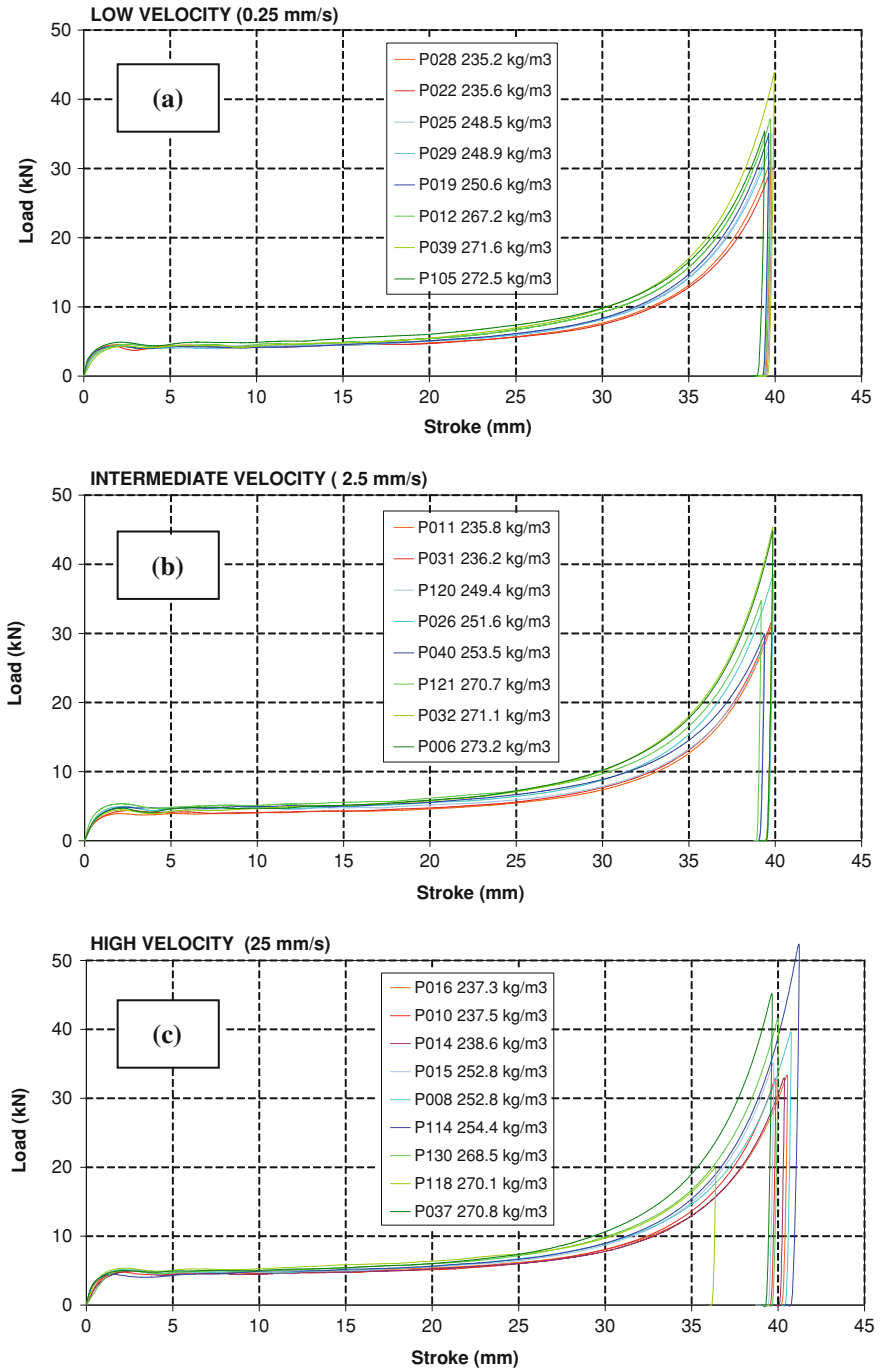 LOW VELOCITY (0.25 mm/s)
50
40
30
20
10
0
Load (kN)
(a)
P028 235.2 kg/m3
P022 235.6 kg/m3
P025 248.5 kg/m3
P029 248.9 kg/m3
P019 250.6 kg/m3
P012 267.2 kg/m3
P039 271.6 kg/m3
P105 272.5 kg/m3
0 5 10 15 20 25 30 35 40 45
Stroke (mm)
INTERMEDIATE VELOCITY ( 2.5 mm/s)
50
40
30
20
10
0
Load (kN)
(b)
P011 235.8 kg/m3
P031 236.2 kg/m3
P120 249.4 kg/m3
P026 251.6 kg/m3
P040 253.5 kg/m3
P121 270.7 kg/m3
P032 271.1 kg/m3
P006 273.2 kg/m3
0 5 10 15 20 25 30 35 40 45
Stroke (mm)
HIGH VELOCITY (25 mm/s)
50
40
30
20
10
0
Load (kN)
(c)
P016 237.3 kg/m3
P010 237.5 kg/m3
P014 238.6 kg/m3
P015 252.8 kg/m3
P008 252.8 kg/m3
P114 254.4 kg/m3
P130 268.5 kg/m3
P118 270.1 kg/m3
P037 270.8 kg/m3
0 5 10 15 20 25 30 35 40 45
Stroke (mm)